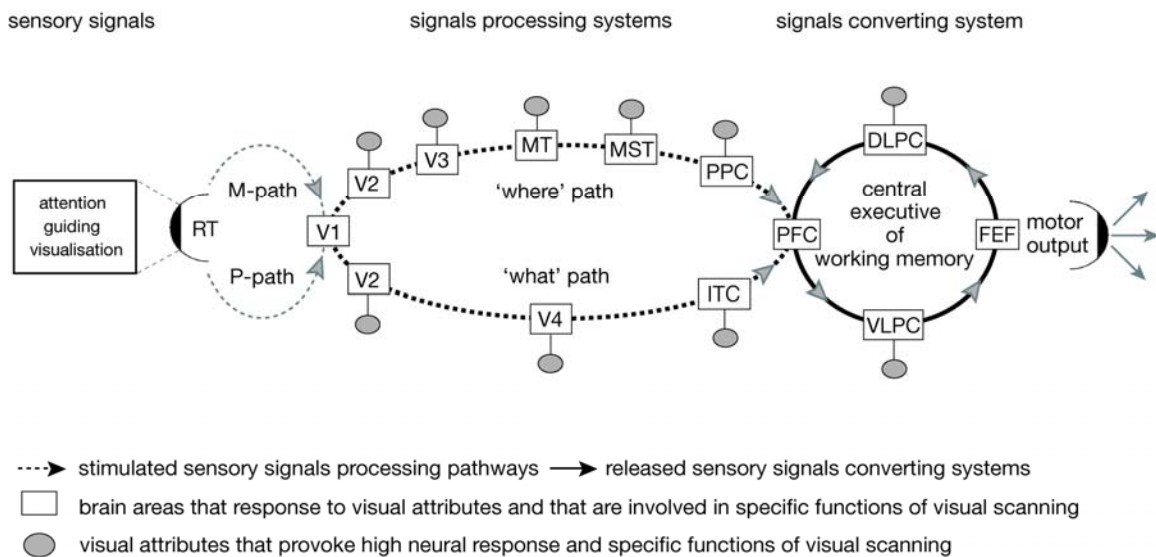 sensory signals
signals processing systems
signals converting system
attention
guiding
visualisation
RT
M-path
P-path
V1
V2
V3
MT
MST
PPC
'where' path
V2
'what' path
V4
ITC
PFC
DLPC
central
executive
of
working memory
VLPC
FEF
motor
output
stimulated sensory signals processing pathways
released sensory signals converting systems
brain areas that response to visual attributes and that are involved in specific functions of visual scanning
visual attributes that provoke high neural response and specific functions of visual scanning